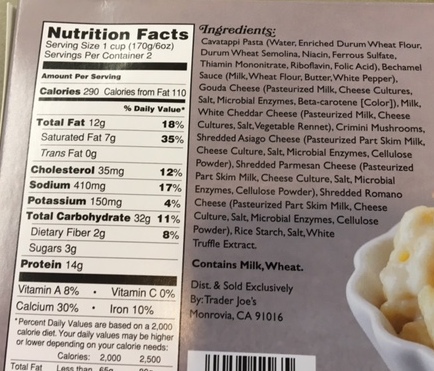 Nutrition Facts
Serving Size 1 cup (170g/6oz)
Servings Per Container 2
Amount Per Serving
Calories 290 Calories from Fat 110
% Daily Value*
Total Fat 12g 18%
Saturated Fat 7g 35%
Trans Fat 0g
Cholesterol 35mg 12%
Sodium 410mg 17%
Potassium 150mg 4%
Total Carbohydrate 32g 11%
Dietary Fiber 2g 8%
Sugars 3g
Protein 14g
Vitamin A 8% • Vitamin C 0%
Calcium 30% • Iron 10%
*Percent Daily Values are based on a 2,000
calorie diet. Your daily values may be higher
or lower depending on your calorie needs:
Calories: 2,000 2,500
Total Fat Less than 65g 80g
Ingredients:
Cavatappi Pasta (Water, Enriched Durum Wheat Flour,
Durum Wheat Semolina, Niacin, Ferrous Sulfate,
Thiamin Mononitrate, Riboflavin, Folic Acid), Bechamel
Sauce (Milk, Wheat Flour, Butter, White Pepper),
Gouda Cheese (Pasteurized Milk, Cheese Cultures,
Salt, Microbial Enzymes, Beta-carotene [Color]), Milk,
White Cheddar Cheese (Pasteurized Milk, Cheese
Cultures, Salt, Vegetable Rennet), Crimini Mushrooms,
Shredded Asiago Cheese (Pasteurized Part Skim Milk,
Cheese Culture, Salt, Microbial Enzymes, Cellulose
Powder), Shredded Parmesan Cheese (Pasteurized
Part Skim Milk, Cheese Culture, Salt, Microbial
Enzymes, Cellulose Powder), Shredded Romano
Cheese (Pasteurized Part Skim Milk, Cheese
Culture, Salt, Microbial Enzymes, Cellulose
Powder), Rice Starch, Salt, White
Truffle Extract.
Contains Milk, Wheat.
Dist. & Sold Exclusively
By: Trader Joe's
Monrovia, CA 91016